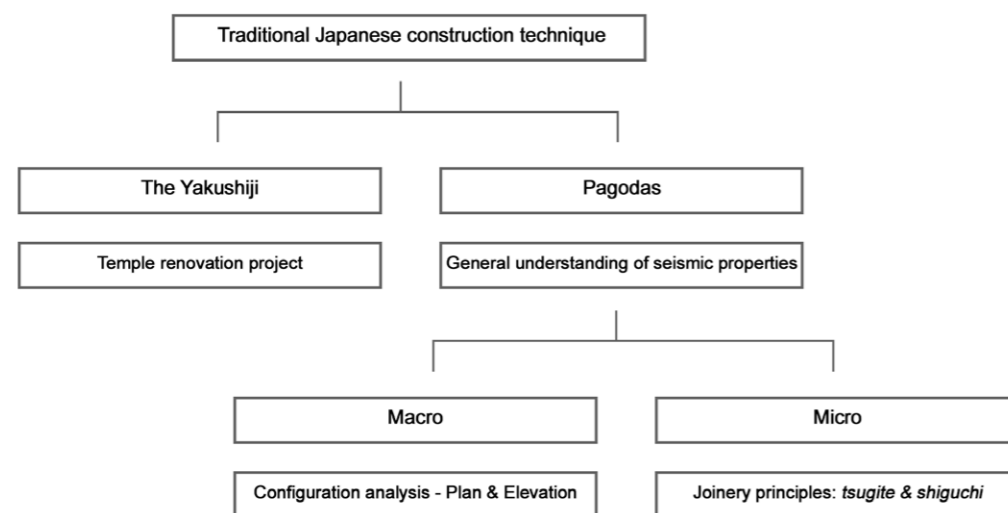 Traditional Japanese construction technique
The Yakushiji
Pagodas
Temple renovation project
General understanding of seismic properties
Macro
Micro
Configuration analysis - Plan & Elevation
Joinery principles: tsugite & shiguchi